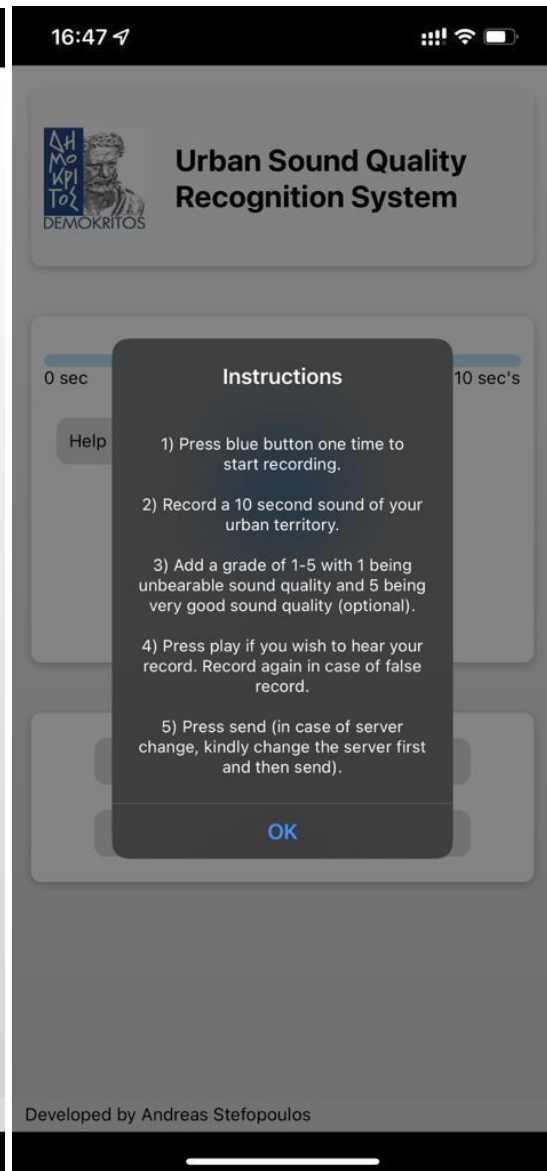 16:47
ΔΗ
ΜΟ
ΚΡΙ
ΤΟΣ
DEMOKRITOS
Urban Sound Quality
Recognition System
0 sec
10 sec's
Help
Instructions
1) Press blue button one time to
start recording.
2) Record a 10 second sound of your
urban territory.
3) Add a grade of 1-5 with 1 being
unbearable sound quality and 5 being
very good sound quality (optional).
4) Press play if you wish to hear your
record. Record again in case of false
record.
5) Press send (in case of server
change, kindly change the server first
and then send).
OK
Developed by Andreas Stefopoulos